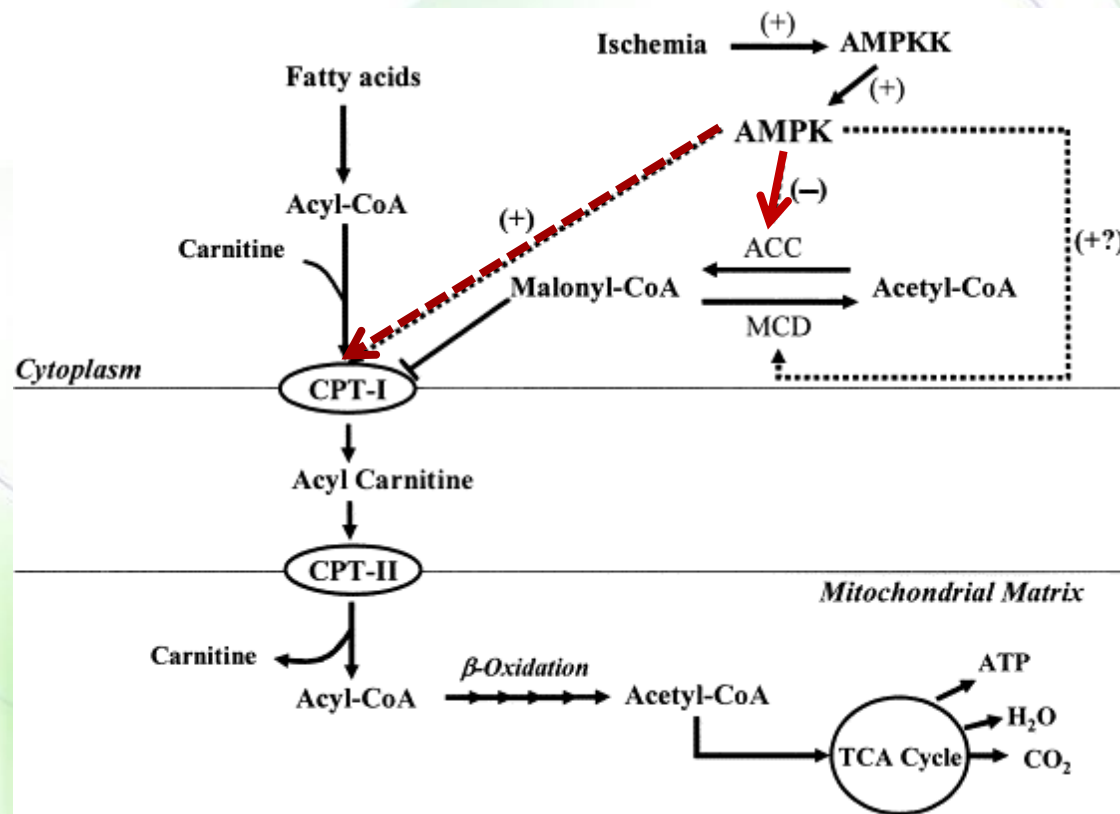 (+)
Ischemia
AMPKK
Fatty acids
(+)
AMPK
(–)
Acyl-CoA
(+)
Carnitine
ACC
(+?)
Malonyl-CoA
Acetyl-CoA
MCD
Cytoplasm
CPT-I
Acyl Carnitine
CPT-II
Mitochondrial Matrix
Carnitine
β-Oxidation
ATP
Acyl-CoA
Acetyl-CoA
H₂O
TCA Cycle
CO₂